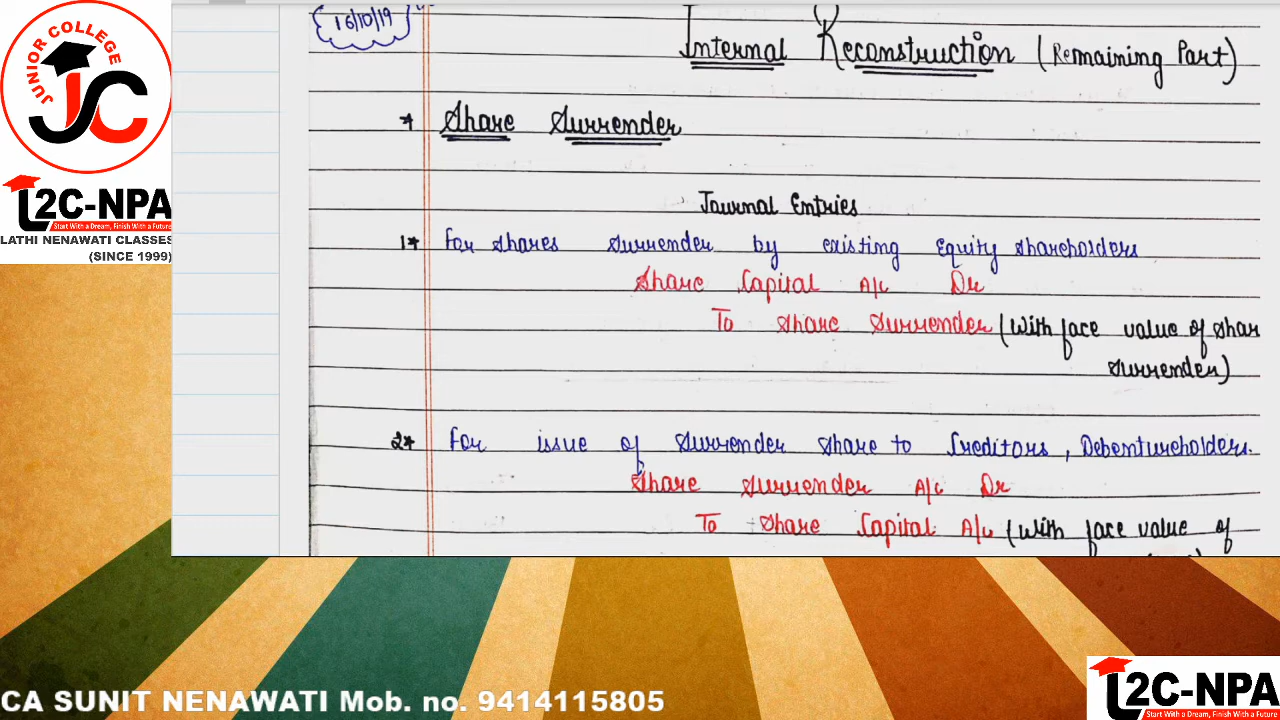 JUNIOR COLLEGE
JC
L2C-NPA
Start With a Dream, Finish With a Future
LATHI NENAWATI CLASSES
(SINCE 1999)
16/10/19
Internal Reconstruction (Remaining Part)
* Share Surrender
Journal Entries
1* For Shares Surrender by existing Equity Shareholders
Share Capital A/c Dr
To Share Surrender (With face value of Shar
Surrender)
2* For issue of Surrender Share to Creditors, Debentureholders.
Share Surrender A/c Dr
To Share Capital A/c (With face value of
CA SUNIT NENAWATI Mob. no. 9414115805
L2C-NPA
Start With a Dream, Finish With a Future